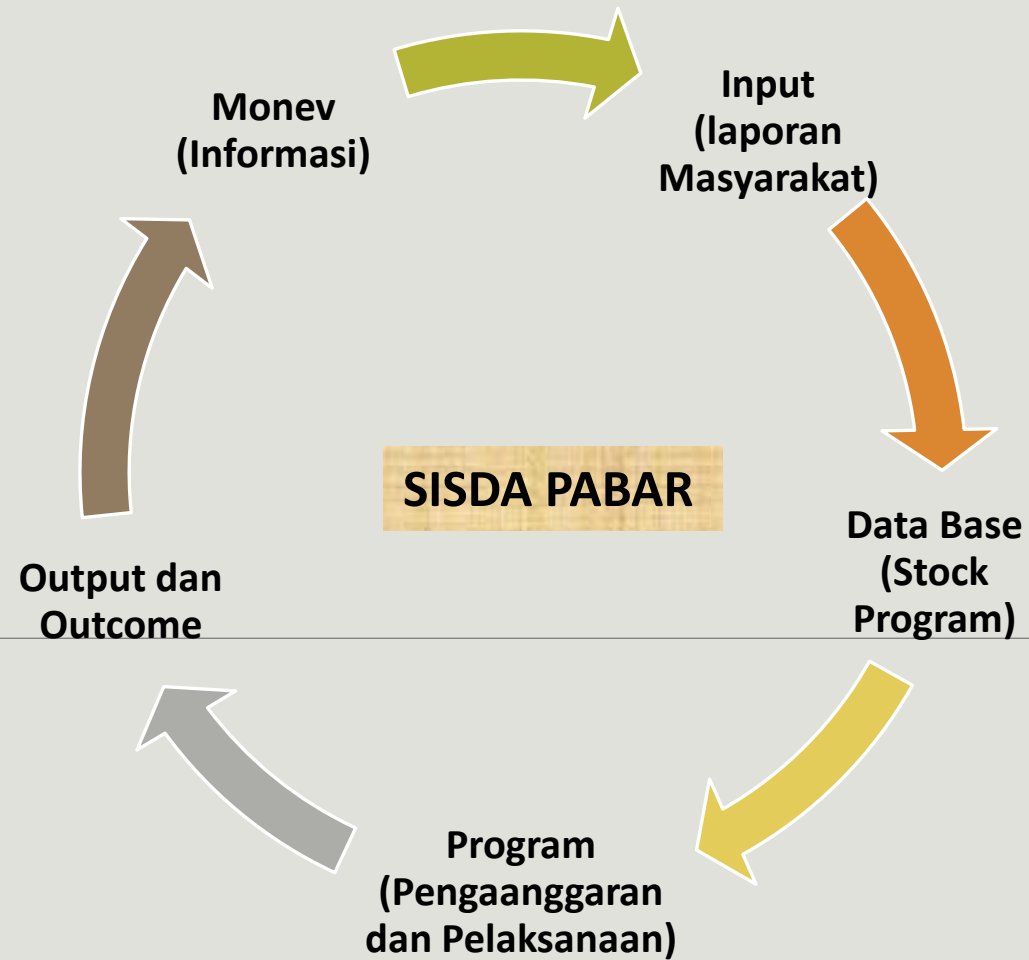 Monev
(Informasi)
Input
(laporan
Masyarakat)
SISDA PABAR
Data Base
(Stock
Program)
Output dan
Outcome
Program
(Pengaanggaran
dan Pelaksanaan)